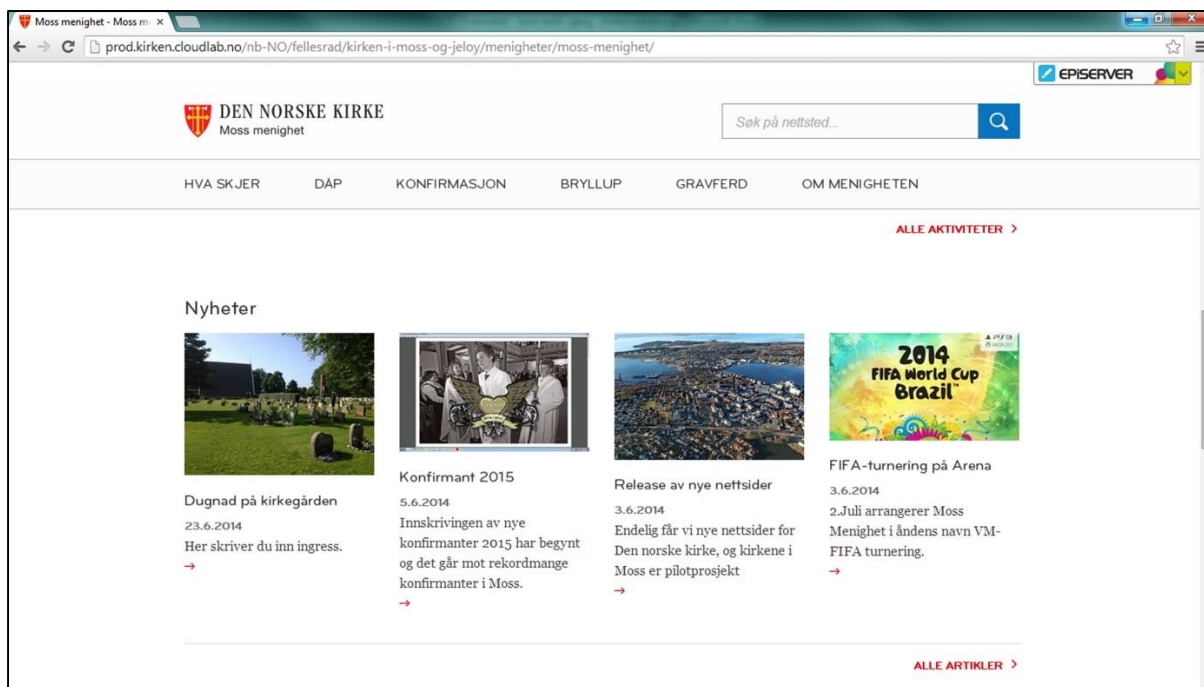 Moss menighet - Moss m
prod.kirken.cloudlab.no/nb-NO/fellesrad/kirken-i-moss-og-jeloy/menigheter/moss-menighet/
EPISERVER
DEN NORSKE KIRKE
Moss menighet
Søk på nettsted...
HVA SKJER DÅP KONFIRMASJON BRYLLUP GRAVFERD OM MENIGHETEN
ALLE AKTIVITETER
Nyheter
Dugnad på kirkegården
23.6.2014
Her skriver du inn ingress.
Konfirmant 2015
5.6.2014
Innskrivingen av nye
konfirmanter 2015 har begynt
og det går mot rekordmange
konfirmanter i Moss.
Release av nye nettsider
3.6.2014
Endelig får vi nye nettsider for
Den norske kirke, og kirkene i
Moss er pilotprosjekt
PS3
2014
FIFA World Cup
Brazil™
FIFA-turnering på Arena
3.6.2014
2.Juli arrangerer Moss
Menighet i åndens navn VM-
FIFA turnering.
ALLE ARTIKLER